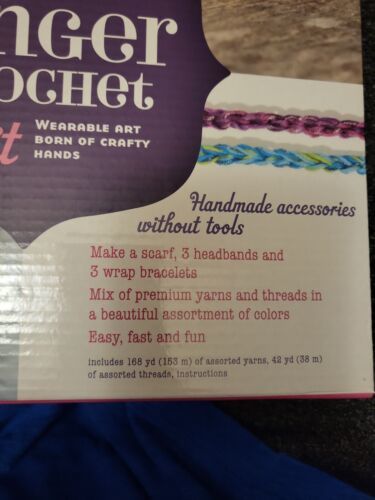 WEARABLE ART
BORN OF CRAFTY
HANDS
Handmade accessories
without tools
Make a scarf, 3 headbands and
3 wrap bracelets
Mix of premium yarns and threads in
a beautiful assortment of colors
Easy, fast and fun
includes 168 yd (153 m) of assorted yarns, 42 yd (38 m)
of assorted threads, instructions